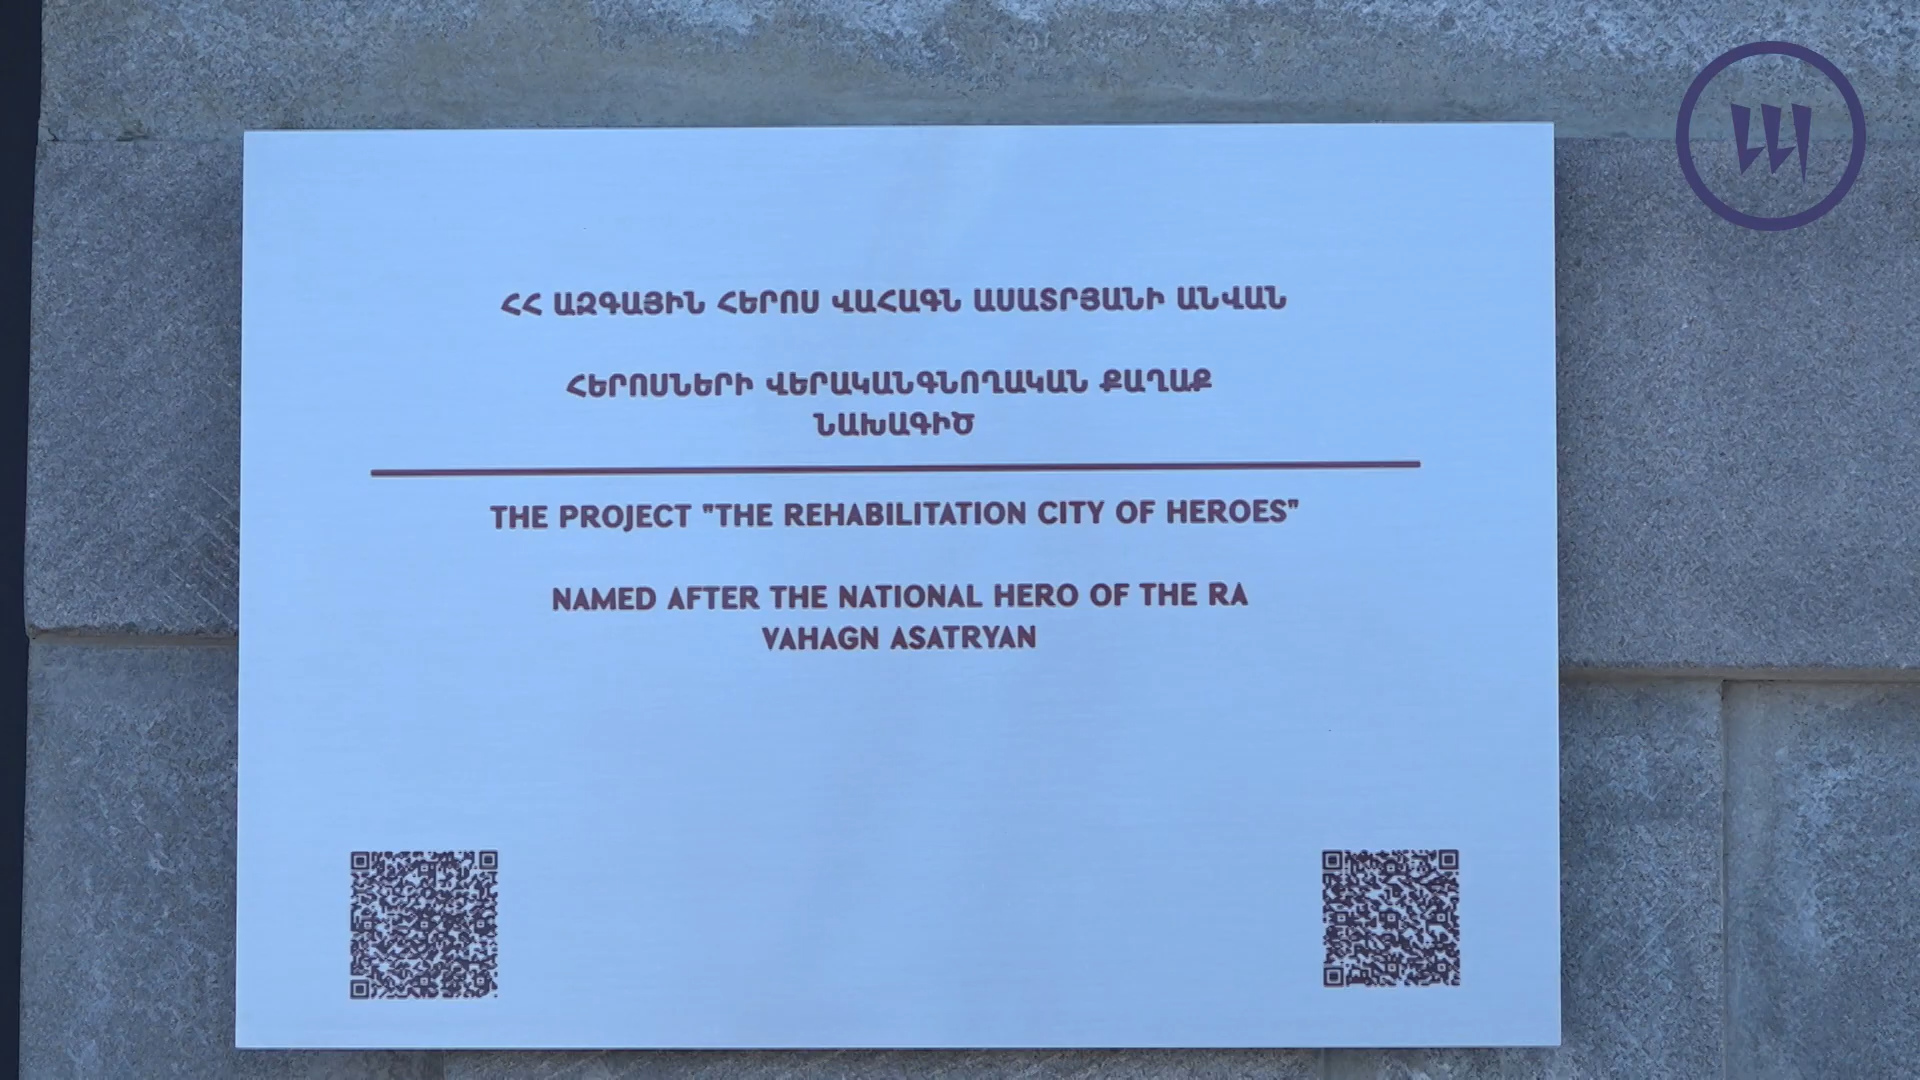 ՀՀ ԱԶԳԱՅԻՆ ՀԵՐՈՍ ՎԱՀԱԳՆ ԱՍԱՏՐՅԱՆԻ ԱՆՎԱՆ
ՀԵՐՈՍՆԵՐԻ ՎԵՐԱԿԱՆԳՆՈՂԱԿԱՆ ՔԱՂԱՔ
ՆԱԽԱԳԻԾ
THE PROJECT "THE REHABILITATION CITY OF HEROES"
NAMED AFTER THE NATIONAL HERO OF THE RA
VAHAGN ASATRYAN